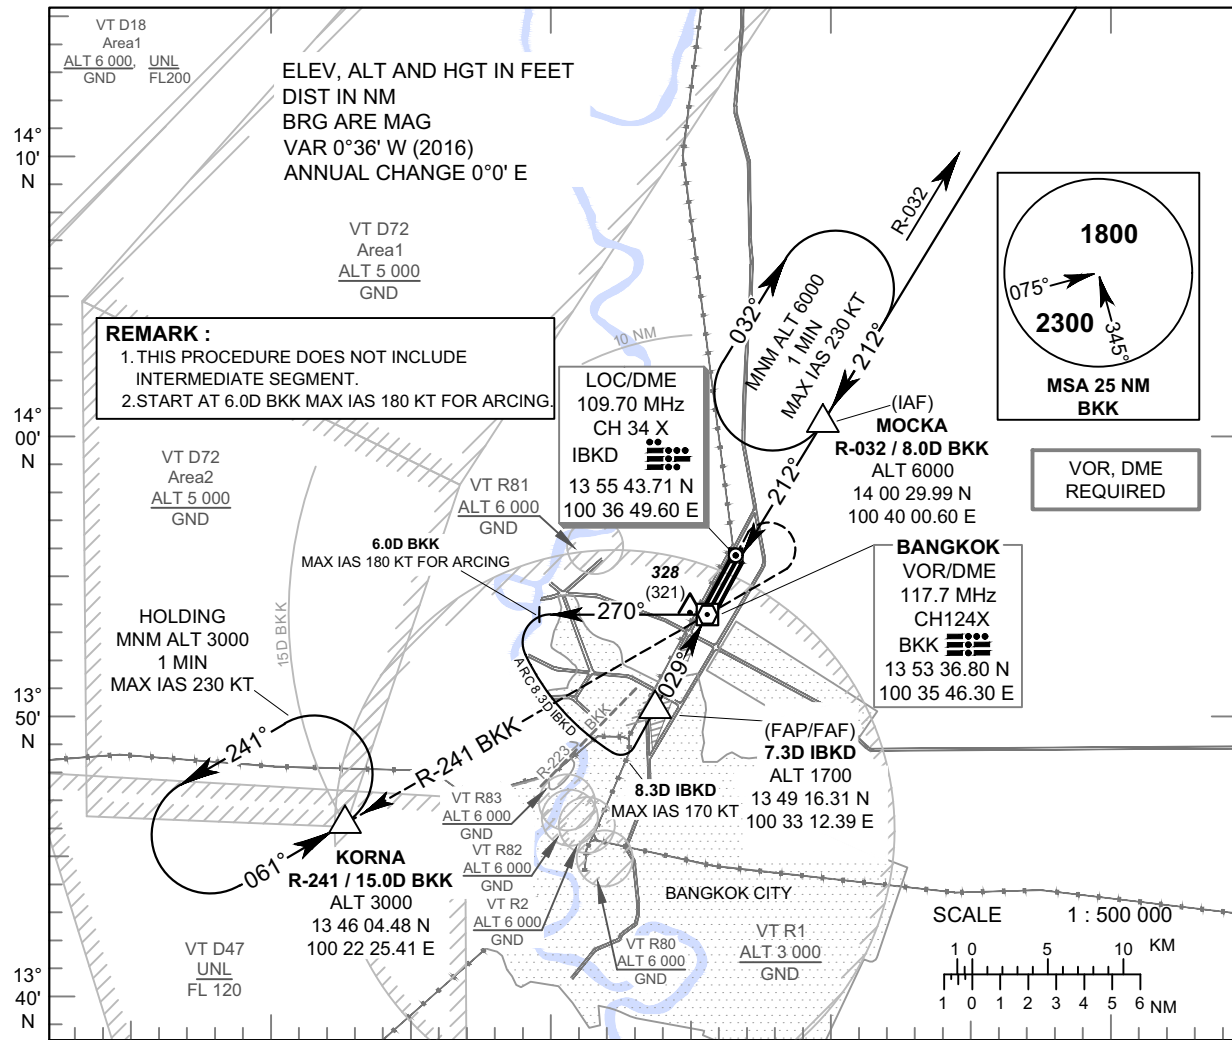 VT D18
Area1
ALT 6 000, UNL
GND FL200
ELEV, ALT AND HGT IN FEET
DIST IN NM
BRG ARE MAG
VAR 0°36' W (2016)
ANNUAL CHANGE 0°0' E
14°
10'
N
VT D72
Area1
ALT 5 000
GND
R-032
1800
075°
2300
345°
MSA 25 NM
BKK
REMARK :
1. THIS PROCEDURE DOES NOT INCLUDE
INTERMEDIATE SEGMENT.
2.START AT 6.0D BKK MAX IAS 180 KT FOR ARCING.
10 NM
032°
MNM ALT 6000
1 MIN
MAX IAS 230 KT
212°
LOC/DME
109.70 MHz
CH 34 X
IBKD
13 55 43.71 N
100 36 49.60 E
(IAF)
MOCKA
R-032 / 8.0D BKK
ALT 6000
14 00 29.99 N
100 40 00.60 E
14°
00'
N
VOR, DME
REQUIRED
VT D72
Area2
ALT 5 000
GND
VT R81
ALT 6 000
GND
212°
6.0D BKK
MAX IAS 180 KT FOR ARCING
328
(321)
270°
BANGKOK
VOR/DME
117.7 MHz
CH124X
BKK
13 53 36.80 N
100 35 46.30 E
HOLDING
MNM ALT 3000
1 MIN
MAX IAS 230 KT
15D BKK
ARC 8.3D IBKD
029°
13°
50'
N
(FAP/FAF)
7.3D IBKD
ALT 1700
13 49 16.31 N
100 33 12.39 E
241°
R-241 BKK
R-223 BKK
8.3D IBKD
MAX IAS 170 KT
VT R83
ALT 6 000
GND
061°
KORNA
R-241 / 15.0D BKK
ALT 3000
13 46 04.48 N
100 22 25.41 E
VT R82
ALT 6 000
GND
VT R2
ALT 6 000
GND
BANGKOK CITY
VT R80
ALT 6 000
GND
VT R1
ALT 3 000
GND
VT D47
UNL
FL 120
13°
40'
N
SCALE 1 : 500 000
1 0 5 10 KM
1 0 1 2 3 4 5 6 NM